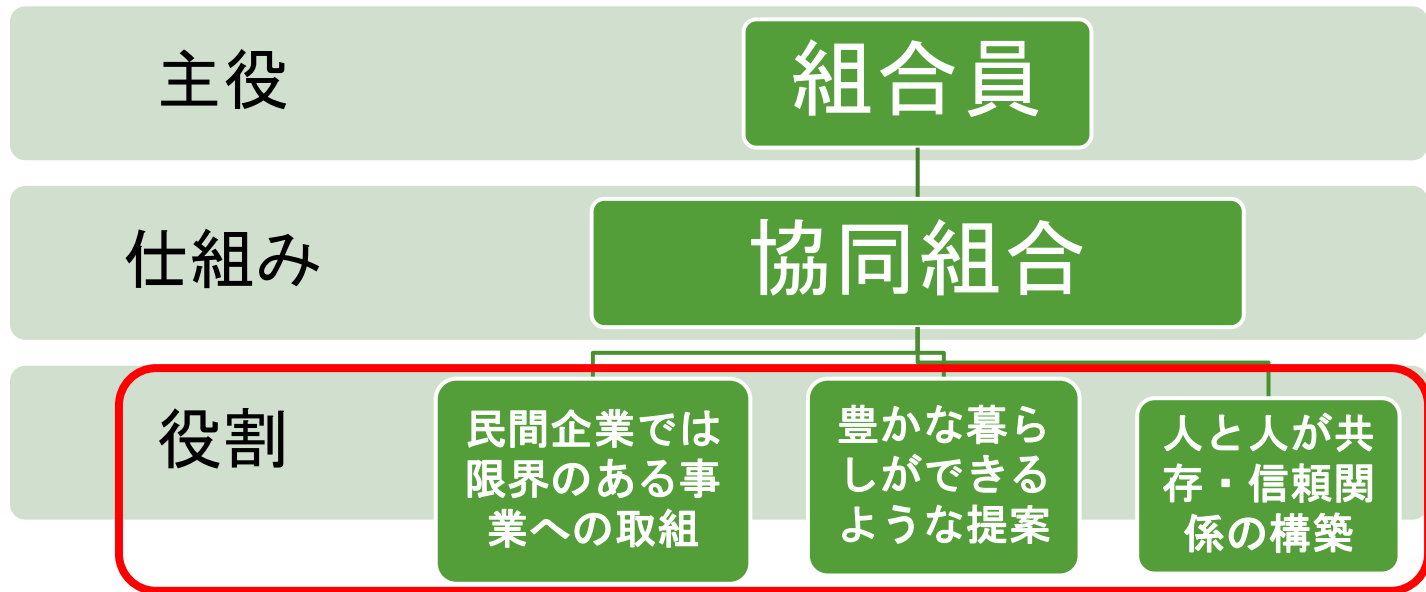 主役
組合員
仕組み
協同組合
役割
民間企業では
限界のある事
業への取組
豊かな暮ら
しができる
ような提案
人と人が共
存・信頼関
係の構築